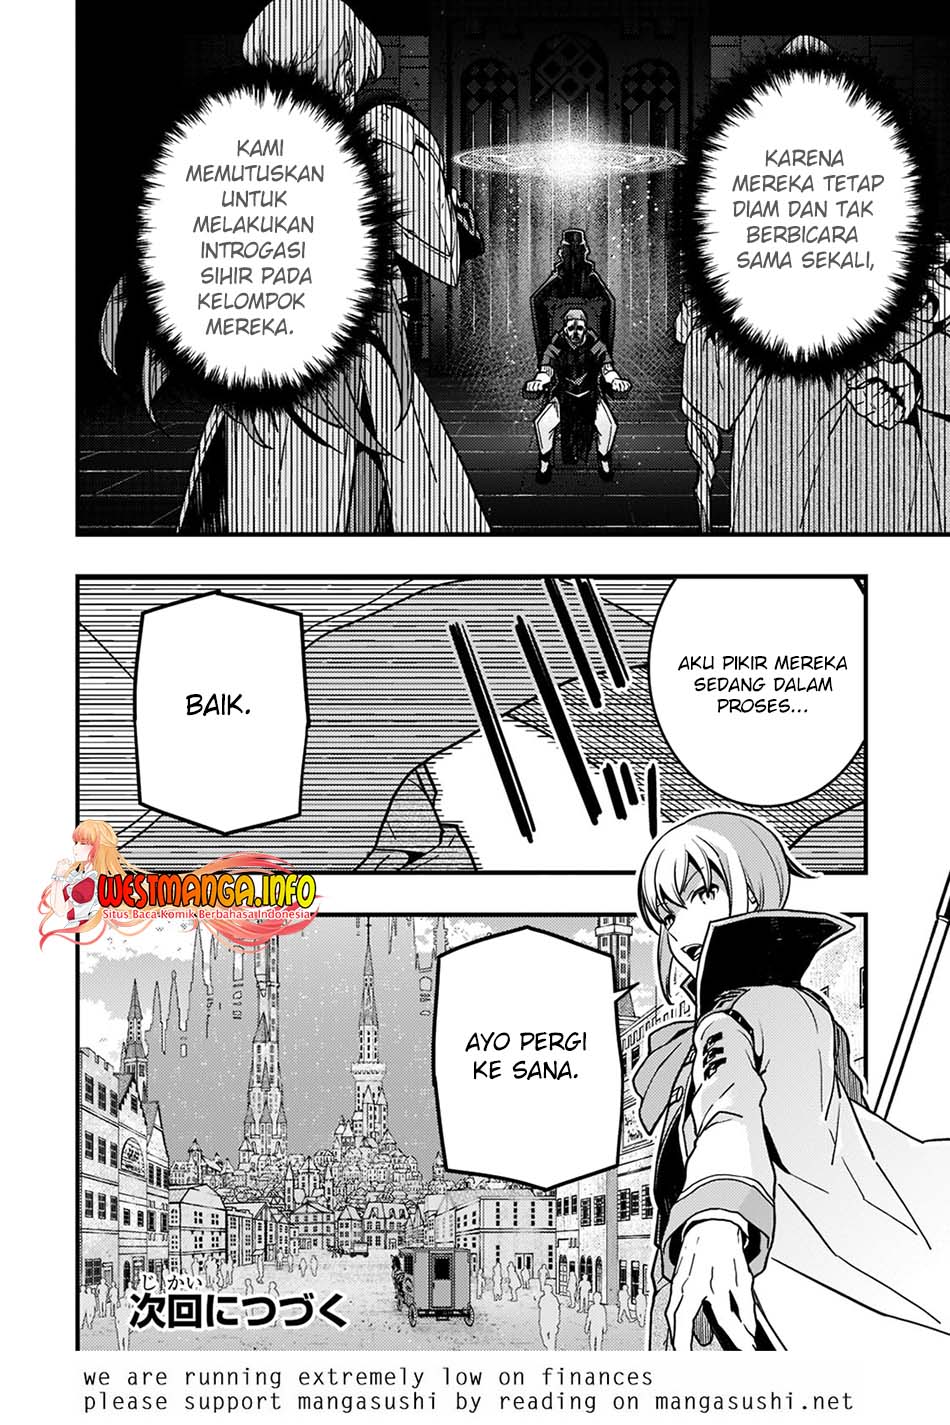 KARENA
MEREKA TETAP
DIAM DAN TAK
BERBICARA
SAMA SEKALI,
KAMI
MEMUTUSKAN
UNTUK
MELAKUKAN
INTROGASI
SIHIR PADA
KELOMPOK
MEREKA.
AKU PIKIR MEREKA
SEDANG DALAM
PROSES...
BAIK.
WESTMANGA.INFO
Situs Baca Komik Berbahasa Indonesia
AYO PERGI
KE SANA.
じかい
次回につづく
we are running extremely low on finances
please support mangasushi by reading on mangasushi.net